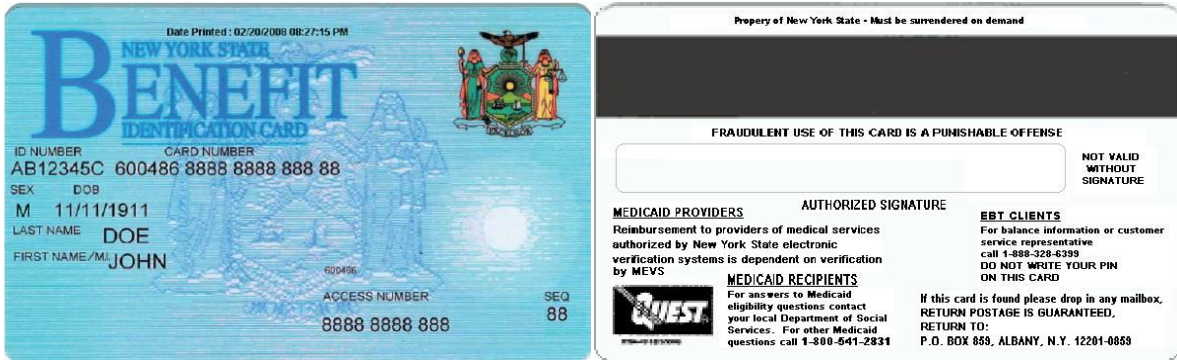 Date Printed : 02/20/2008 08:27:15 PM
NEW YORK STATE
BENEFIT
IDENTIFICATION CARD
EXCELSIOR
ID NUMBER CARD NUMBER
AB12345C 600486 8888 8888 888 88
SEX DOB
M 11/11/1911
LAST NAME DOE
FIRST NAME/M.I. JOHN
600486
ACCESS NUMBER SEQ
8888 8888 888 88
Propery of New York State - Must be surrendered on demand
FRAUDULENT USE OF THIS CARD IS A PUNISHABLE OFFENSE
NOT VALID
WITHOUT
SIGNATURE
AUTHORIZED SIGNATURE
MEDICAID PROVIDERS
Reimbursement to providers of medical services
authorized by New York State electronic
verification systems is dependent on verification
by MEVS
MEDICAID RECIPIENTS
For answers to Medicaid
eligibility questions contact
your local Department of Social
Services. For other Medicaid
questions call 1-800-541-2831
QUEST
EBT CLIENTS
For balance information or customer
service representative
call 1-888-328-6399
DO NOT WRITE YOUR PIN
ON THIS CARD
If this card is found please drop in any mailbox,
RETURN POSTAGE IS GUARANTEED,
RETURN TO:
P.O. BOX 859, ALBANY, N.Y. 12201-0859